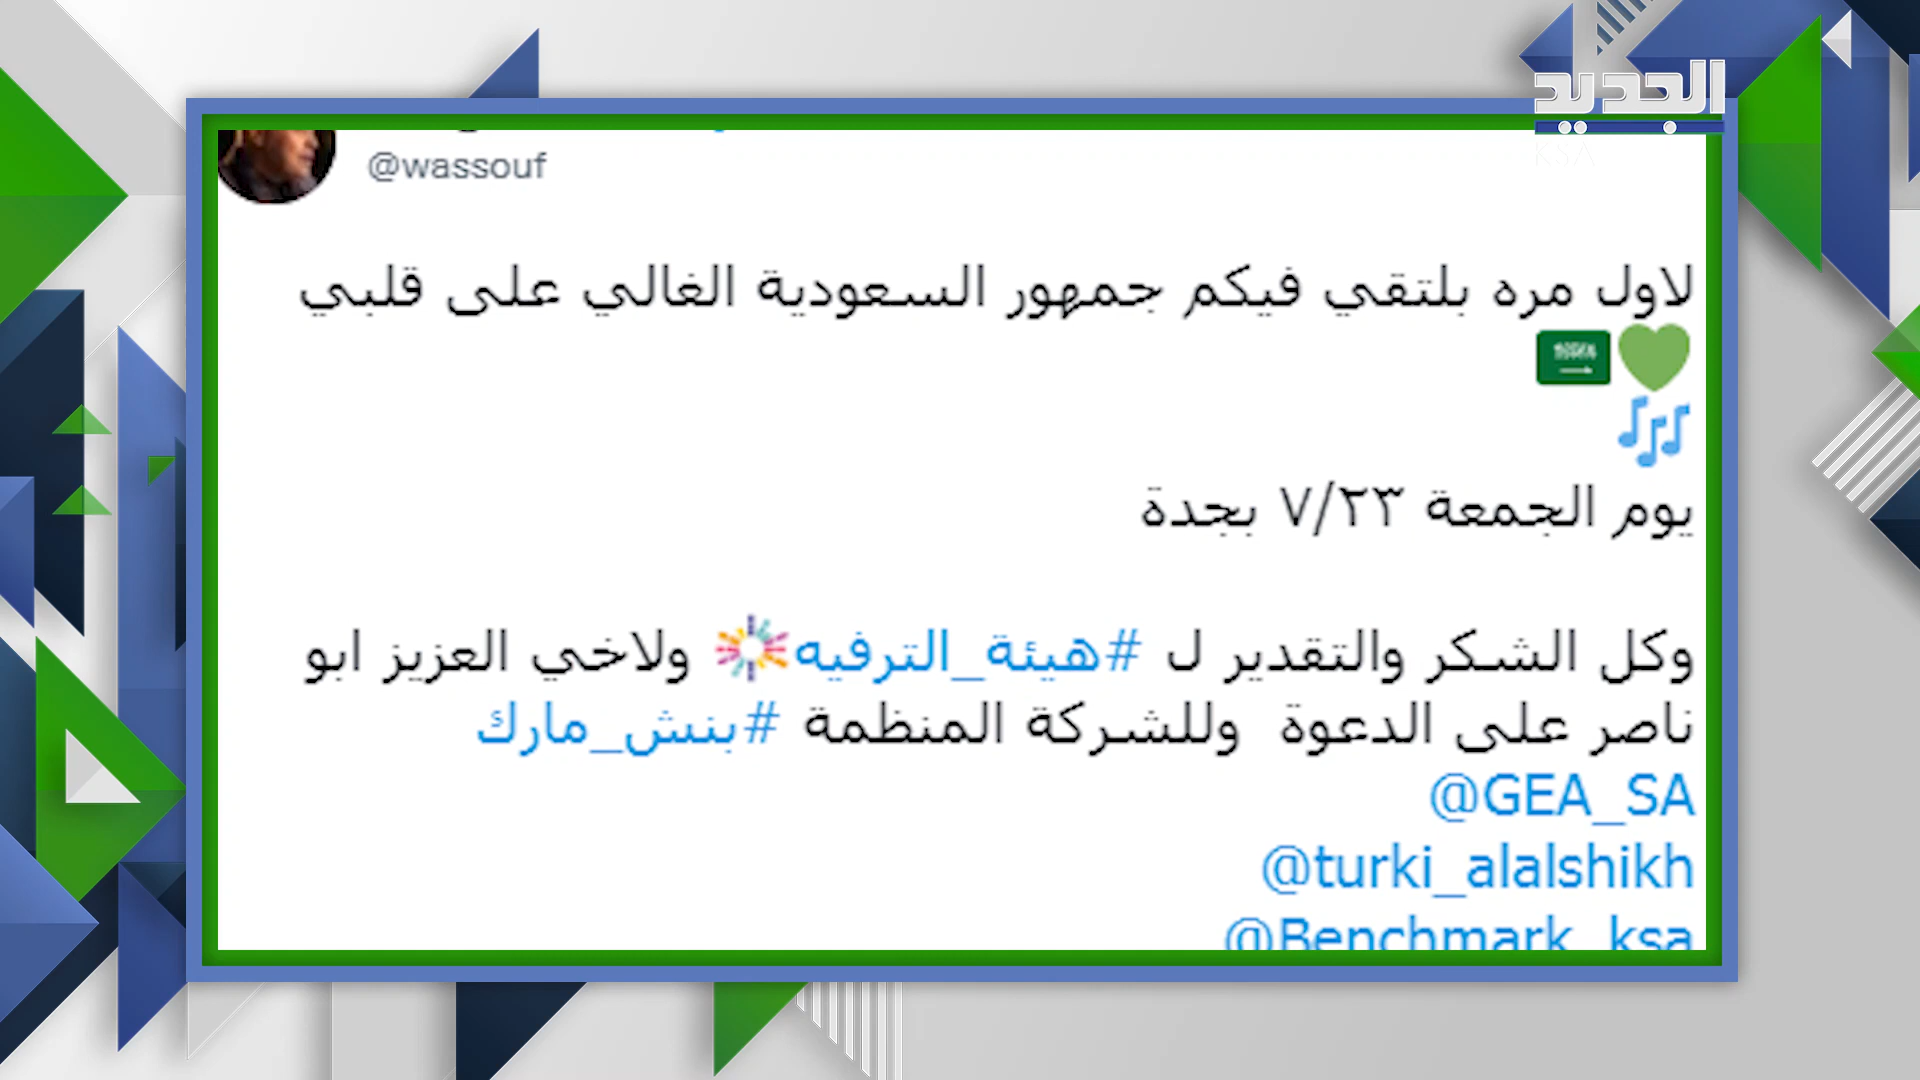 الجديد
KSA
@wassouf
لاول مره بلتقي فيكم جمهور السعودية الغالي على قلبي
💚🇸🇦
🎶
يوم الجمعة ٧/٢٣ بجدة
وكل الشكر والتقدير ل #هيئة_الترفيه ولاخي العزيز ابو
ناصر على الدعوة وللشركة المنظمة #بنش_مارك
@GEA_SA
@turki_alalshikh
@Benchmark_ksa